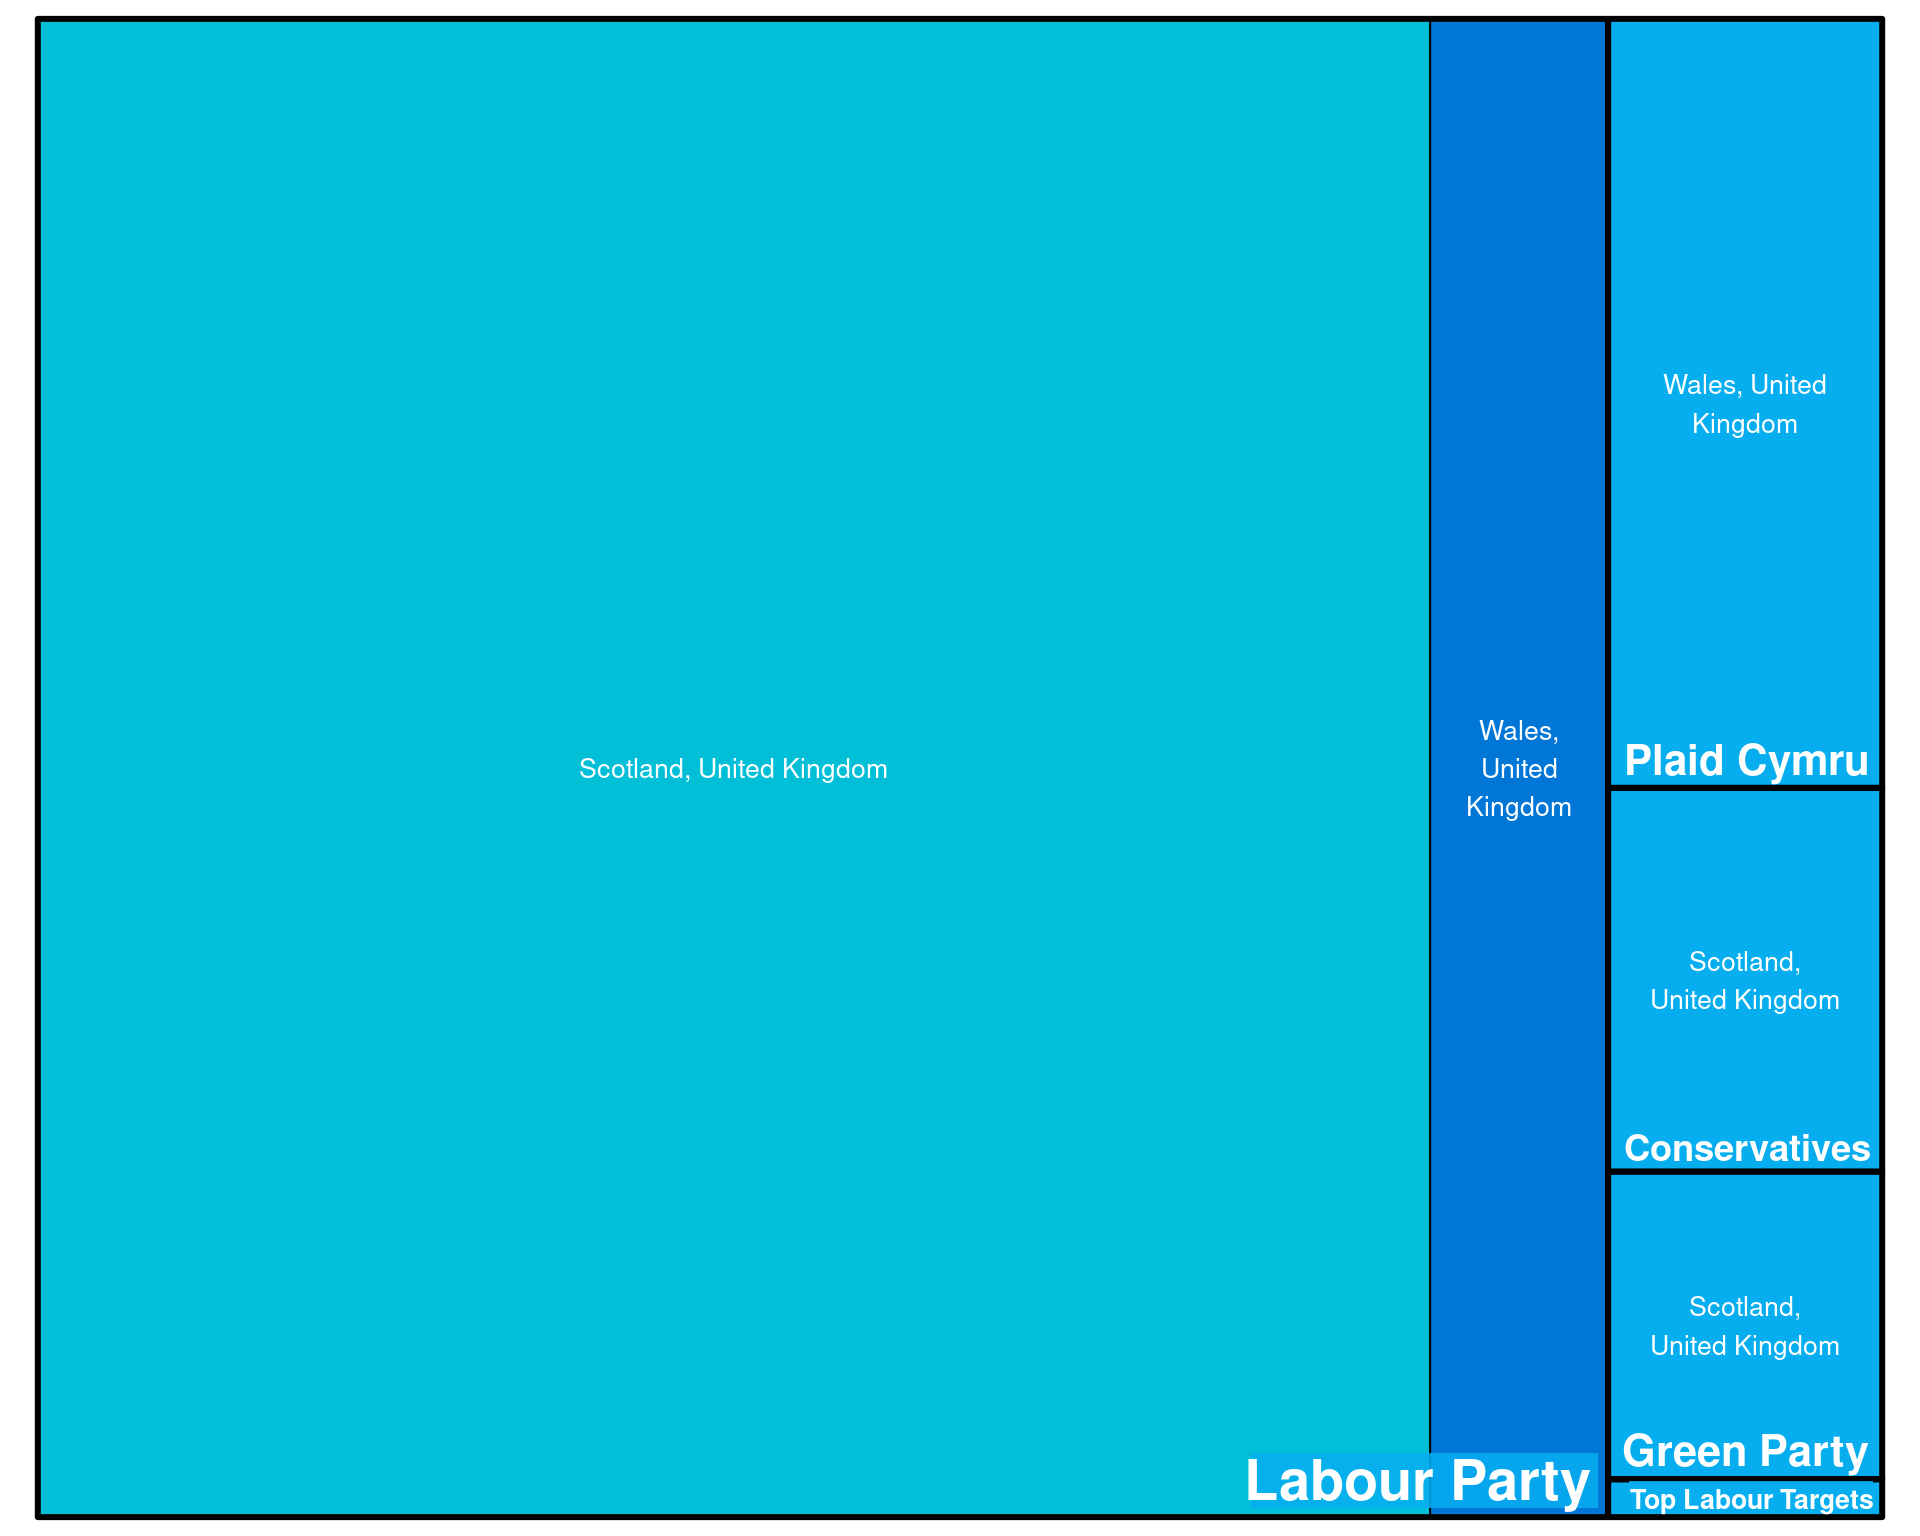 Scotland, United Kingdom
Wales,
United
Kingdom
Labour Party
Wales, United
Kingdom
Plaid Cymru
Scotland,
United Kingdom
Conservatives
Scotland,
United Kingdom
Green Party
Top Labour Targets